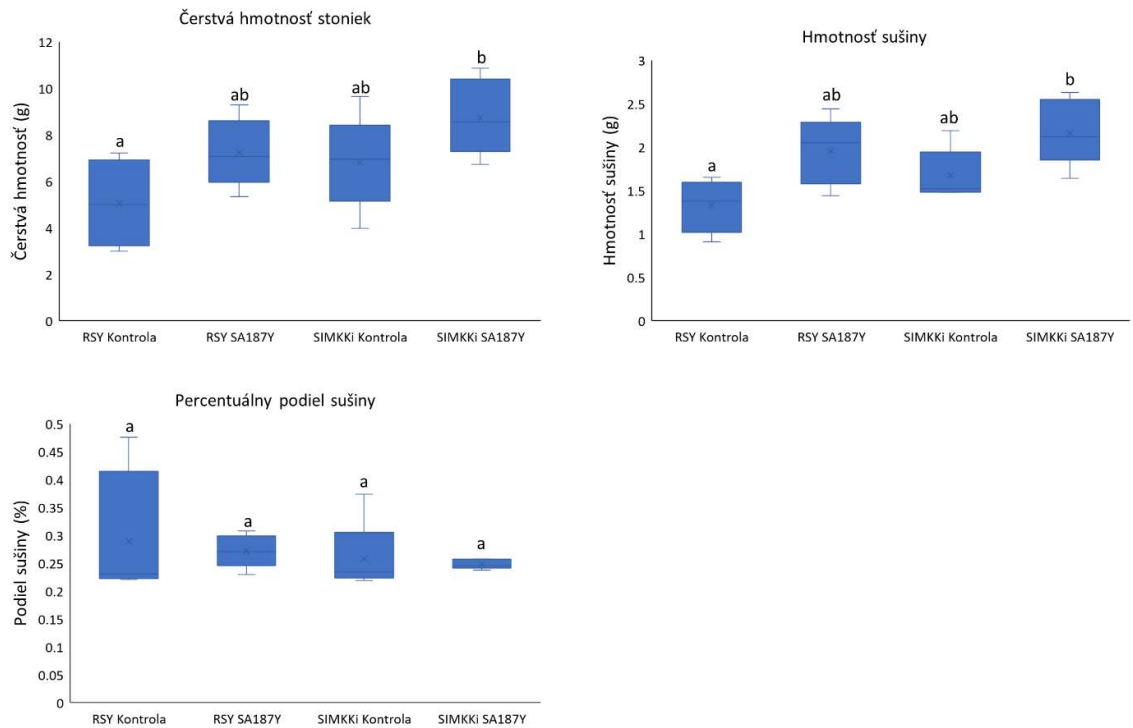 Čerstvá hmotnosť stoniek
Čerstvá hmotnosť (g)
12
10
8
6
4
2
0
a
ab
ab
b
RSY Kontrola
RSY SA187Y
SIMKKi Kontrola
SIMKKi SA187Y
Hmotnosť sušiny
Hmotnosť sušiny (g)
3
2.5
2
1.5
1
0.5
0
a
ab
ab
b
RSY Kontrola
RSY SA187Y
SIMKKi Kontrola
SIMKKi SA187Y
Percentuálny podiel sušiny
Podiel sušiny (%)
0.5
0.45
0.4
0.35
0.3
0.25
0.2
0.15
0.1
0.05
0
a
a
a
a
RSY Kontrola
RSY SA187Y
SIMKKi Kontrola
SIMKKi SA187Y